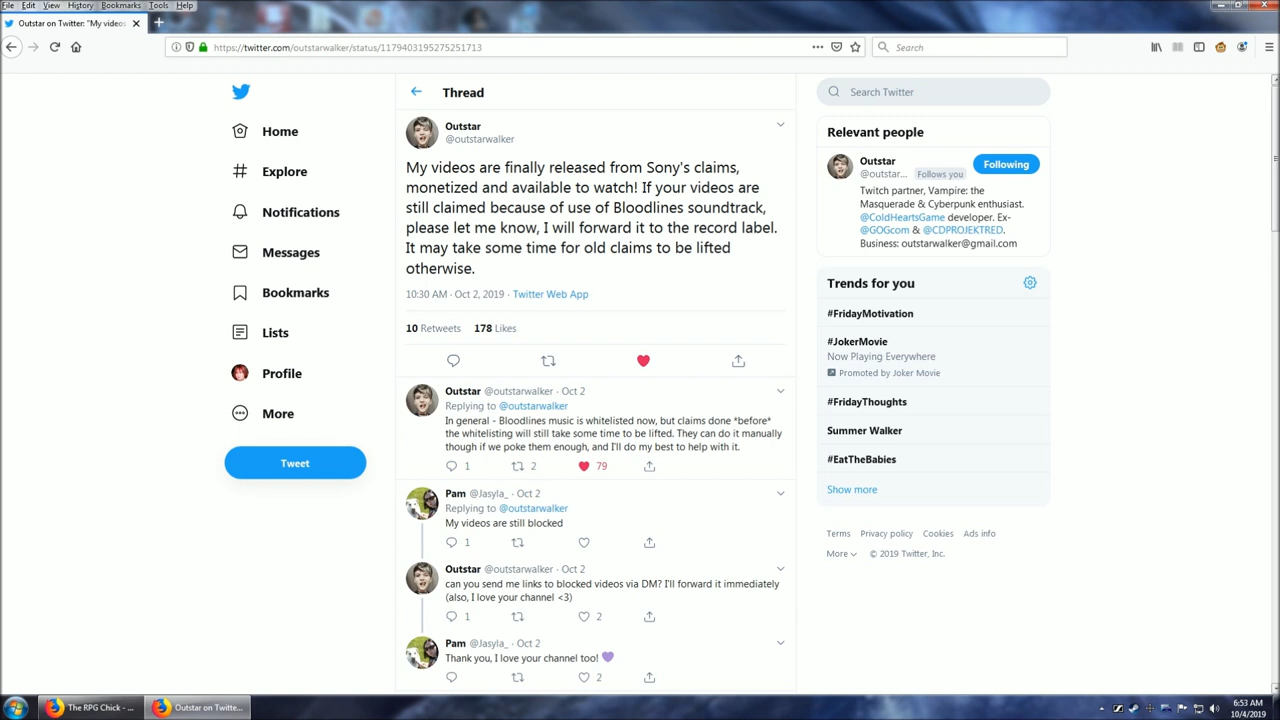 File Edit View History Bookmarks Tools Help
Outstar on Twitter: "My videos
https://twitter.com/outstarwalker/status/1179403195275251713
Search
Thread
Search Twitter
Home
Explore
Notifications
Messages
Bookmarks
Lists
Profile
More
Tweet
Outstar
@outstarwalker
My videos are finally released from Sony's claims,
monetized and available to watch! If your videos are
still claimed because of use of Bloodlines soundtrack,
please let me know, I will forward it to the record label.
It may take some time for old claims to be lifted
otherwise.
10:30 AM · Oct 2, 2019 · Twitter Web App
10 Retweets 178 Likes
Outstar @outstarwalker · Oct 2
Replying to @outstarwalker
In general - Bloodlines music is whitelisted now, but claims done *before*
the whitelisting will still take some time to be lifted. They can do it manually
though if we poke them enough, and I'll do my best to help with it.
1 2 79
Pam @Jasyla_ · Oct 2
Replying to @outstarwalker
My videos are still blocked
1
Outstar @outstarwalker · Oct 2
can you send me links to blocked videos via DM? I'll forward it immediately
(also, I love your channel <3)
1 2
Pam @Jasyla_ · Oct 2
Thank you, I love your channel too! 💜
2
Relevant people
Outstar
@outstar... Follows you
Following
Twitch partner, Vampire: the
Masquerade & Cyberpunk enthusiast.
@ColdHeartsGame developer. Ex-
@GOGcom & @CDPROJEKTRED.
Business: outstarwalker@gmail.com
Trends for you
#FridayMotivation
#JokerMovie
Now Playing Everywhere
Promoted by Joker Movie
#FridayThoughts
Summer Walker
#EatTheBabies
Show more
Terms Privacy policy Cookies Ads info
More © 2019 Twitter, Inc.
The RPG Chick - ...
Outstar on Twitte...
6:53 AM
10/4/2019